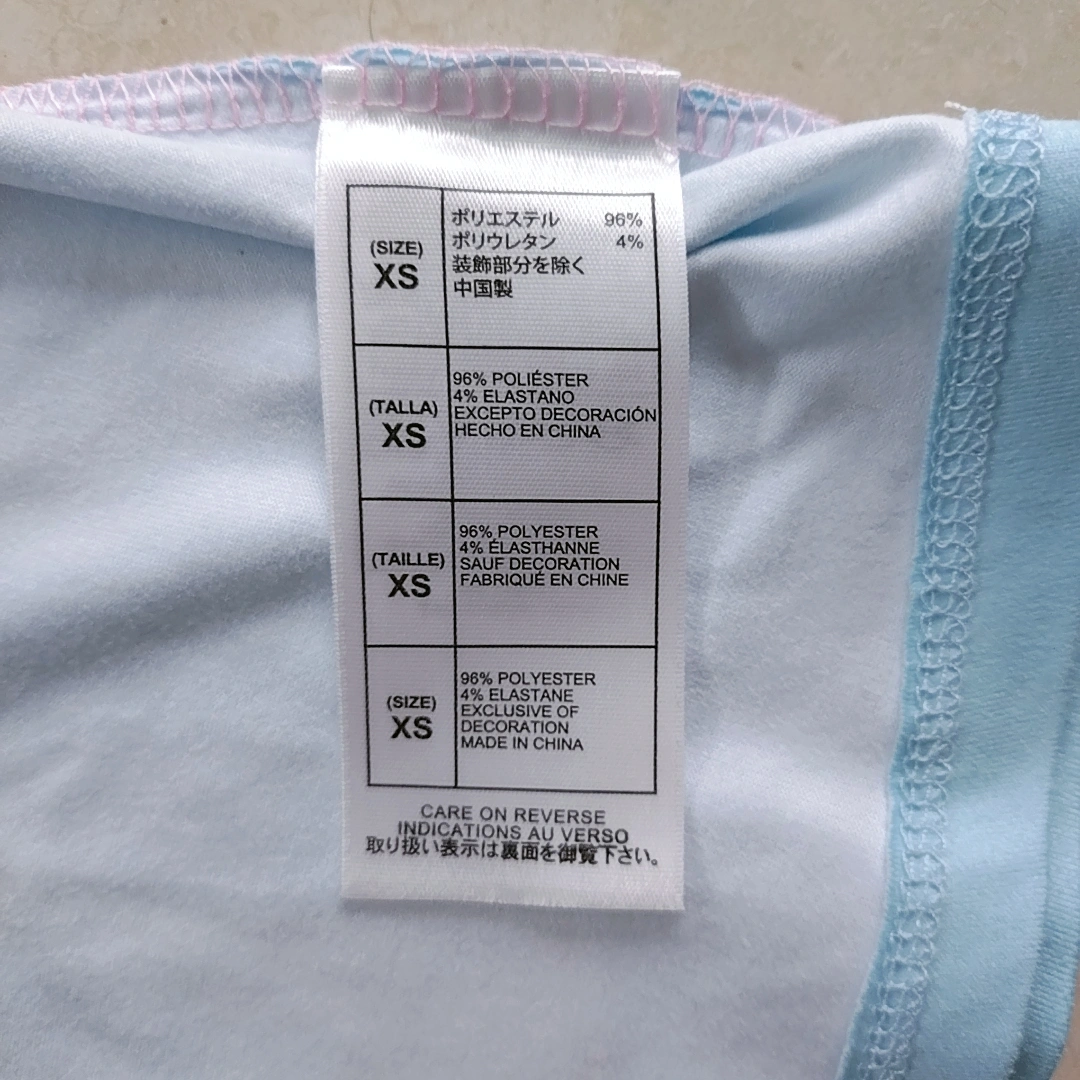 (SIZE)
XS
ポリエステル 96%
ポリウレタン 4%
装飾部分を除く
中国製
(TALLA)
XS
96% POLIÉSTER
4% ELASTANO
EXCEPTO DECORACIÓN
HECHO EN CHINA
(TAILLE)
XS
96% POLYESTER
4% ÉLASTHANNE
SAUF DECORATION
FABRIQUÉ EN CHINE
(SIZE)
XS
96% POLYESTER
4% ELASTANE
EXCLUSIVE OF
DECORATION
MADE IN CHINA
CARE ON REVERSE
INDICATIONS AU VERSO
取り扱い表示は裏面を御覧下さい。